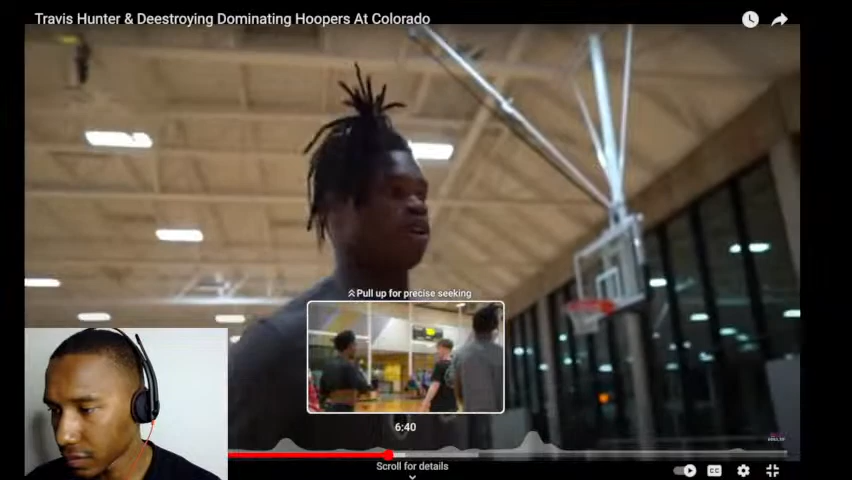 Travis Hunter & Deestroying Dominating Hoopers At Colorado
Pull up for precise seeking
6:40
Scroll for details